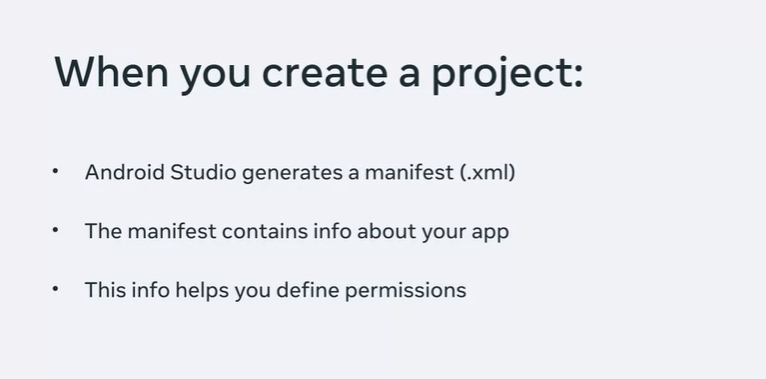 When you create a project:
• Android Studio generates a manifest (.xml)
• The manifest contains info about your app
• This info helps you define permissions